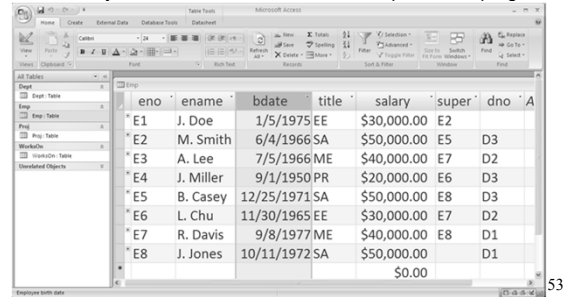 Table Tools Microsoft Access
Home Create External Data Database Tools Datasheet
View
Paste
Calibri 24
B I U A
Refresh All
New
Save
Delete
Totals
Spelling
More
Filter
Selection
Advanced
Toggle Filter
Size to Fit Form
Switch Windows
Find
Replace
Go To
Select
Views Clipboard Font Rich Text Records Sort & Filter Window Find
All Tables
Dept
Dept : Table
Emp
Emp : Table
Proj
Proj : Table
WorksOn
WorksOn : Table
Unrelated Objects
Emp
eno ename bdate title salary super dno A
E1 J. Doe 1/5/1975 EE $30,000.00 E2
E2 M. Smith 6/4/1966 SA $50,000.00 E5 D3
E3 A. Lee 7/5/1966 ME $40,000.00 E7 D2
E4 J. Miller 9/1/1950 PR $20,000.00 E6 D3
E5 B. Casey 12/25/1971 SA $50,000.00 E8 D3
E6 L. Chu 11/30/1965 EE $30,000.00 E7 D2
E7 R. Davis 9/8/1977 ME $40,000.00 E8 D1
E8 J. Jones 10/11/1972 SA $50,000.00 D1
$0.00
Employee birth date
53